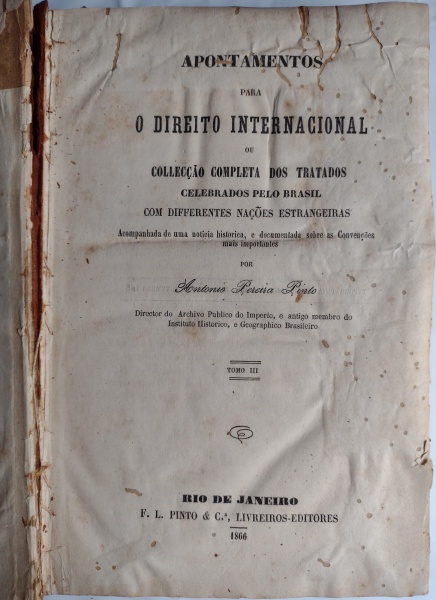 APONTAMENTOS
PARA
O DIREITO INTERNACIONAL
OU
COLLECÇÃO COMPLETA DOS TRATADOS
CELEBRADOS PELO BRASIL
COM DIFFERENTES NAÇÕES ESTRANGEIRAS
Acompanhada de uma noticia historica, e documentada sobre as Convenções
mais importantes
POR
Antonio Pereira Pinto
Director do Archivo Publico do Imperio, e antigo membro do
Instituto Historico, e Geographico Brasileiro
TOMO III
RIO DE JANEIRO
F. L. PINTO & C.ª, LIVREIROS-EDITORES
1866